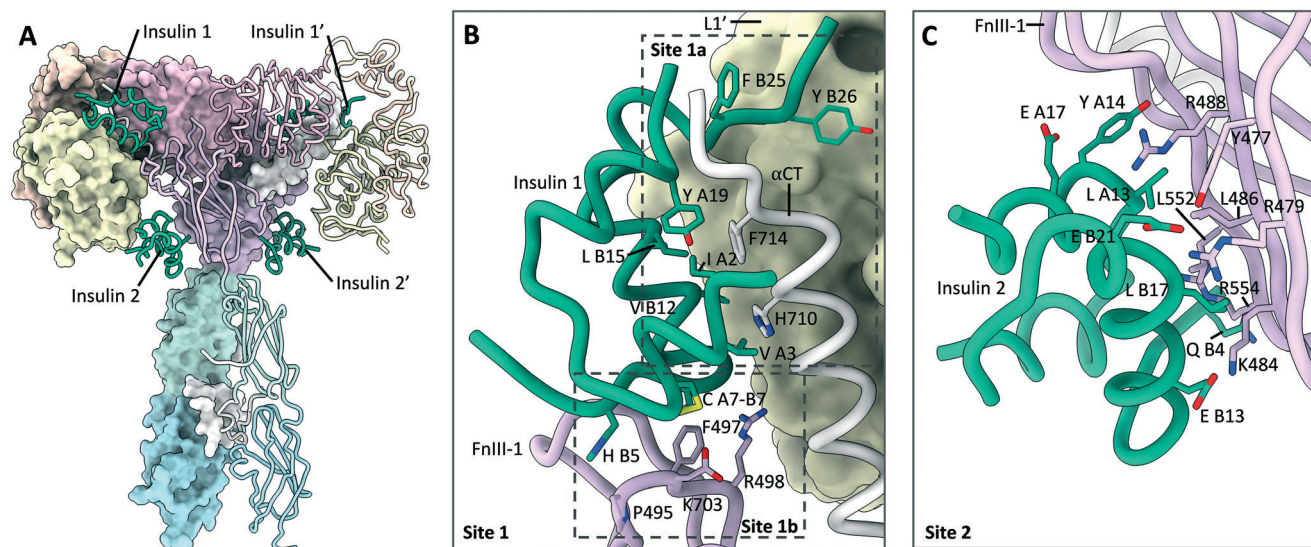 A
Insulin 1
Insulin 1’
Insulin 2
Insulin 2’
B
L1’
Site 1a
F B25
Y B26
Insulin 1
αCT
Y A19
F714
L B15
I A2
V B12
H710
V A3
C A7-B7
F497
FnIII-1
H B5
R498
K703
P495
Site 1
Site 1b
C
FnIII-1
Y A14
R488
E A17
Y477
L A13
L552
L486
R479
E B21
Insulin 2
R554
L B17
Q B4
K484
E B13
Site 2